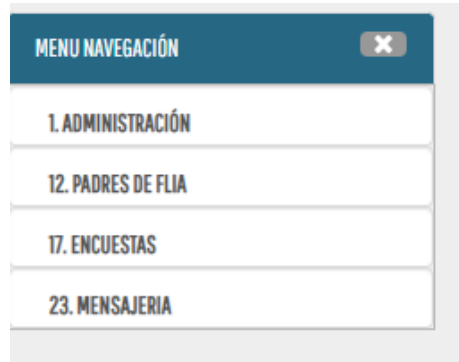 MENU NAVEGACIÓN
1. ADMINISTRACIÓN
12. PADRES DE FLIA
17. ENCUESTAS
23. MENSAJERIA